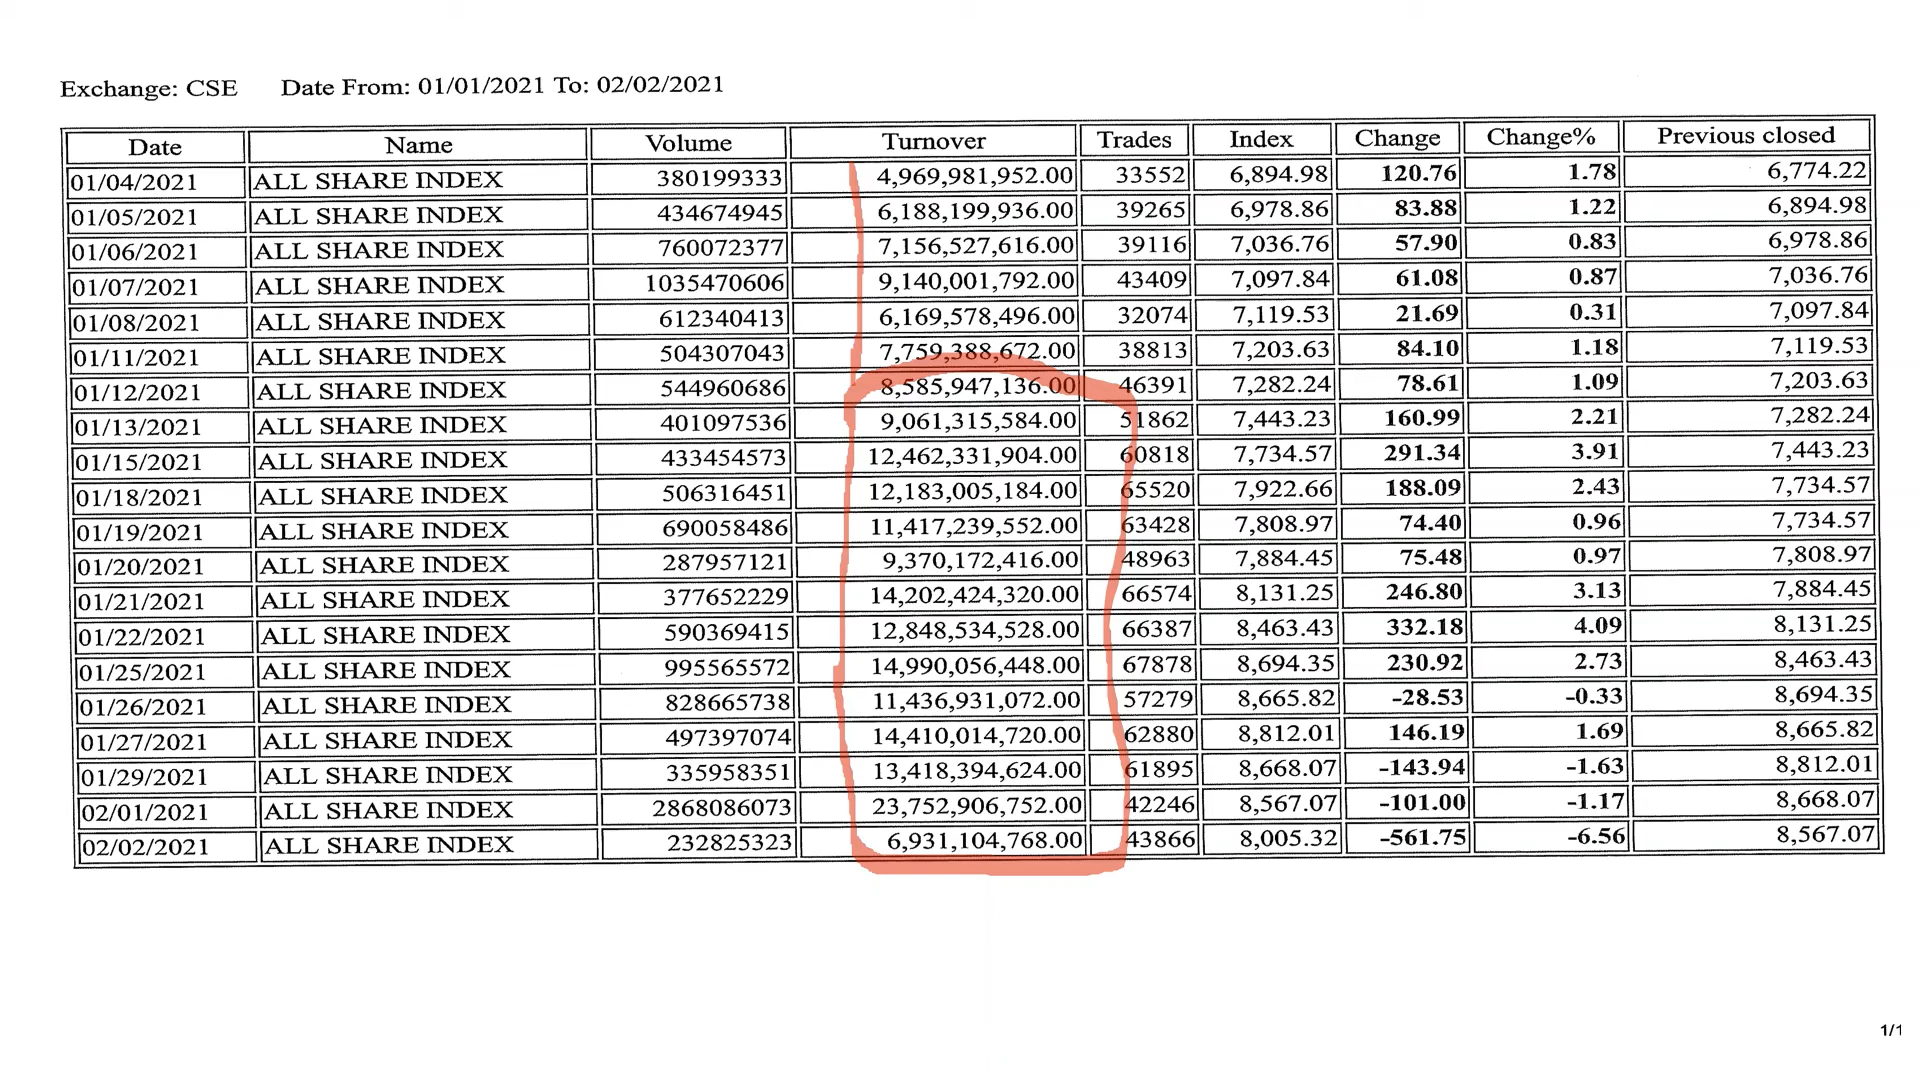 Exchange: CSE Date From: 01/01/2021 To: 02/02/2021
Date Name Volume Turnover Trades Index Change Change% Previous closed
01/04/2021 ALL SHARE INDEX 380199333 4,969,981,952.00 33552 6,894.98 120.76 1.78 6,774.22
01/05/2021 ALL SHARE INDEX 434674945 6,188,199,936.00 39265 6,978.86 83.88 1.22 6,894.98
01/06/2021 ALL SHARE INDEX 760072377 7,156,527,616.00 39116 7,036.76 57.90 0.83 6,978.86
01/07/2021 ALL SHARE INDEX 1035470606 9,140,001,792.00 43409 7,097.84 61.08 0.87 7,036.76
01/08/2021 ALL SHARE INDEX 612340413 6,169,578,496.00 32074 7,119.53 21.69 0.31 7,097.84
01/11/2021 ALL SHARE INDEX 504307043 7,759,388,672.00 38813 7,203.63 84.10 1.18 7,119.53
01/12/2021 ALL SHARE INDEX 544960686 8,585,947,136.00 46391 7,282.24 78.61 1.09 7,203.63
01/13/2021 ALL SHARE INDEX 401097536 9,061,315,584.00 51862 7,443.23 160.99 2.21 7,282.24
01/15/2021 ALL SHARE INDEX 433454573 12,462,331,904.00 60818 7,734.57 291.34 3.91 7,443.23
01/18/2021 ALL SHARE INDEX 506316451 12,183,005,184.00 65520 7,922.66 188.09 2.43 7,734.57
01/19/2021 ALL SHARE INDEX 690058486 11,417,239,552.00 63428 7,808.97 74.40 0.96 7,734.57
01/20/2021 ALL SHARE INDEX 287957121 9,370,172,416.00 48963 7,884.45 75.48 0.97 7,808.97
01/21/2021 ALL SHARE INDEX 377652229 14,202,424,320.00 66574 8,131.25 246.80 3.13 7,884.45
01/22/2021 ALL SHARE INDEX 590369415 12,848,534,528.00 66387 8,463.43 332.18 4.09 8,131.25
01/25/2021 ALL SHARE INDEX 995565572 14,990,056,448.00 67878 8,694.35 230.92 2.73 8,463.43
01/26/2021 ALL SHARE INDEX 828665738 11,436,931,072.00 57279 8,665.82 -28.53 -0.33 8,694.35
01/27/2021 ALL SHARE INDEX 497397074 14,410,014,720.00 62880 8,812.01 146.19 1.69 8,665.82
01/29/2021 ALL SHARE INDEX 335958351 13,418,394,624.00 61895 8,668.07 -143.94 -1.63 8,812.01
02/01/2021 ALL SHARE INDEX 2868086073 23,752,906,752.00 42246 8,567.07 -101.00 -1.17 8,668.07
02/02/2021 ALL SHARE INDEX 232825323 6,931,104,768.00 43866 8,005.32 -561.75 -6.56 8,567.07
1/1